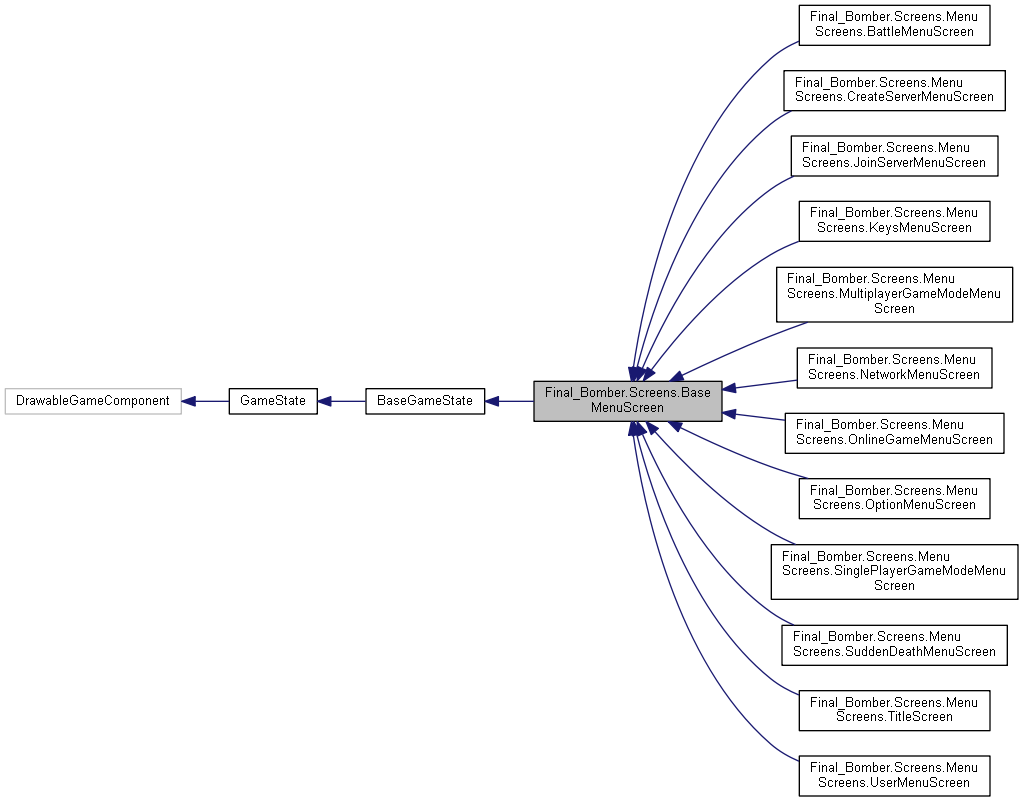 Final_Bomber.Screens.Menu
Screens.BattleMenuScreen
Final_Bomber.Screens.Menu
Screens.CreateServerMenuScreen
Final_Bomber.Screens.Menu
Screens.JoinServerMenuScreen
Final_Bomber.Screens.Menu
Screens.KeysMenuScreen
Final_Bomber.Screens.Menu
Screens.MultiplayerGameModeMenu
Screen
Final_Bomber.Screens.Menu
Screens.NetworkMenuScreen
DrawableGameComponent
GameState
BaseGameState
Final_Bomber.Screens.Base
MenuScreen
Final_Bomber.Screens.Menu
Screens.OnlineGameMenuScreen
Final_Bomber.Screens.Menu
Screens.OptionMenuScreen
Final_Bomber.Screens.Menu
Screens.SinglePlayerGameModeMenu
Screen
Final_Bomber.Screens.Menu
Screens.SuddenDeathMenuScreen
Final_Bomber.Screens.Menu
Screens.TitleScreen
Final_Bomber.Screens.Menu
Screens.UserMenuScreen